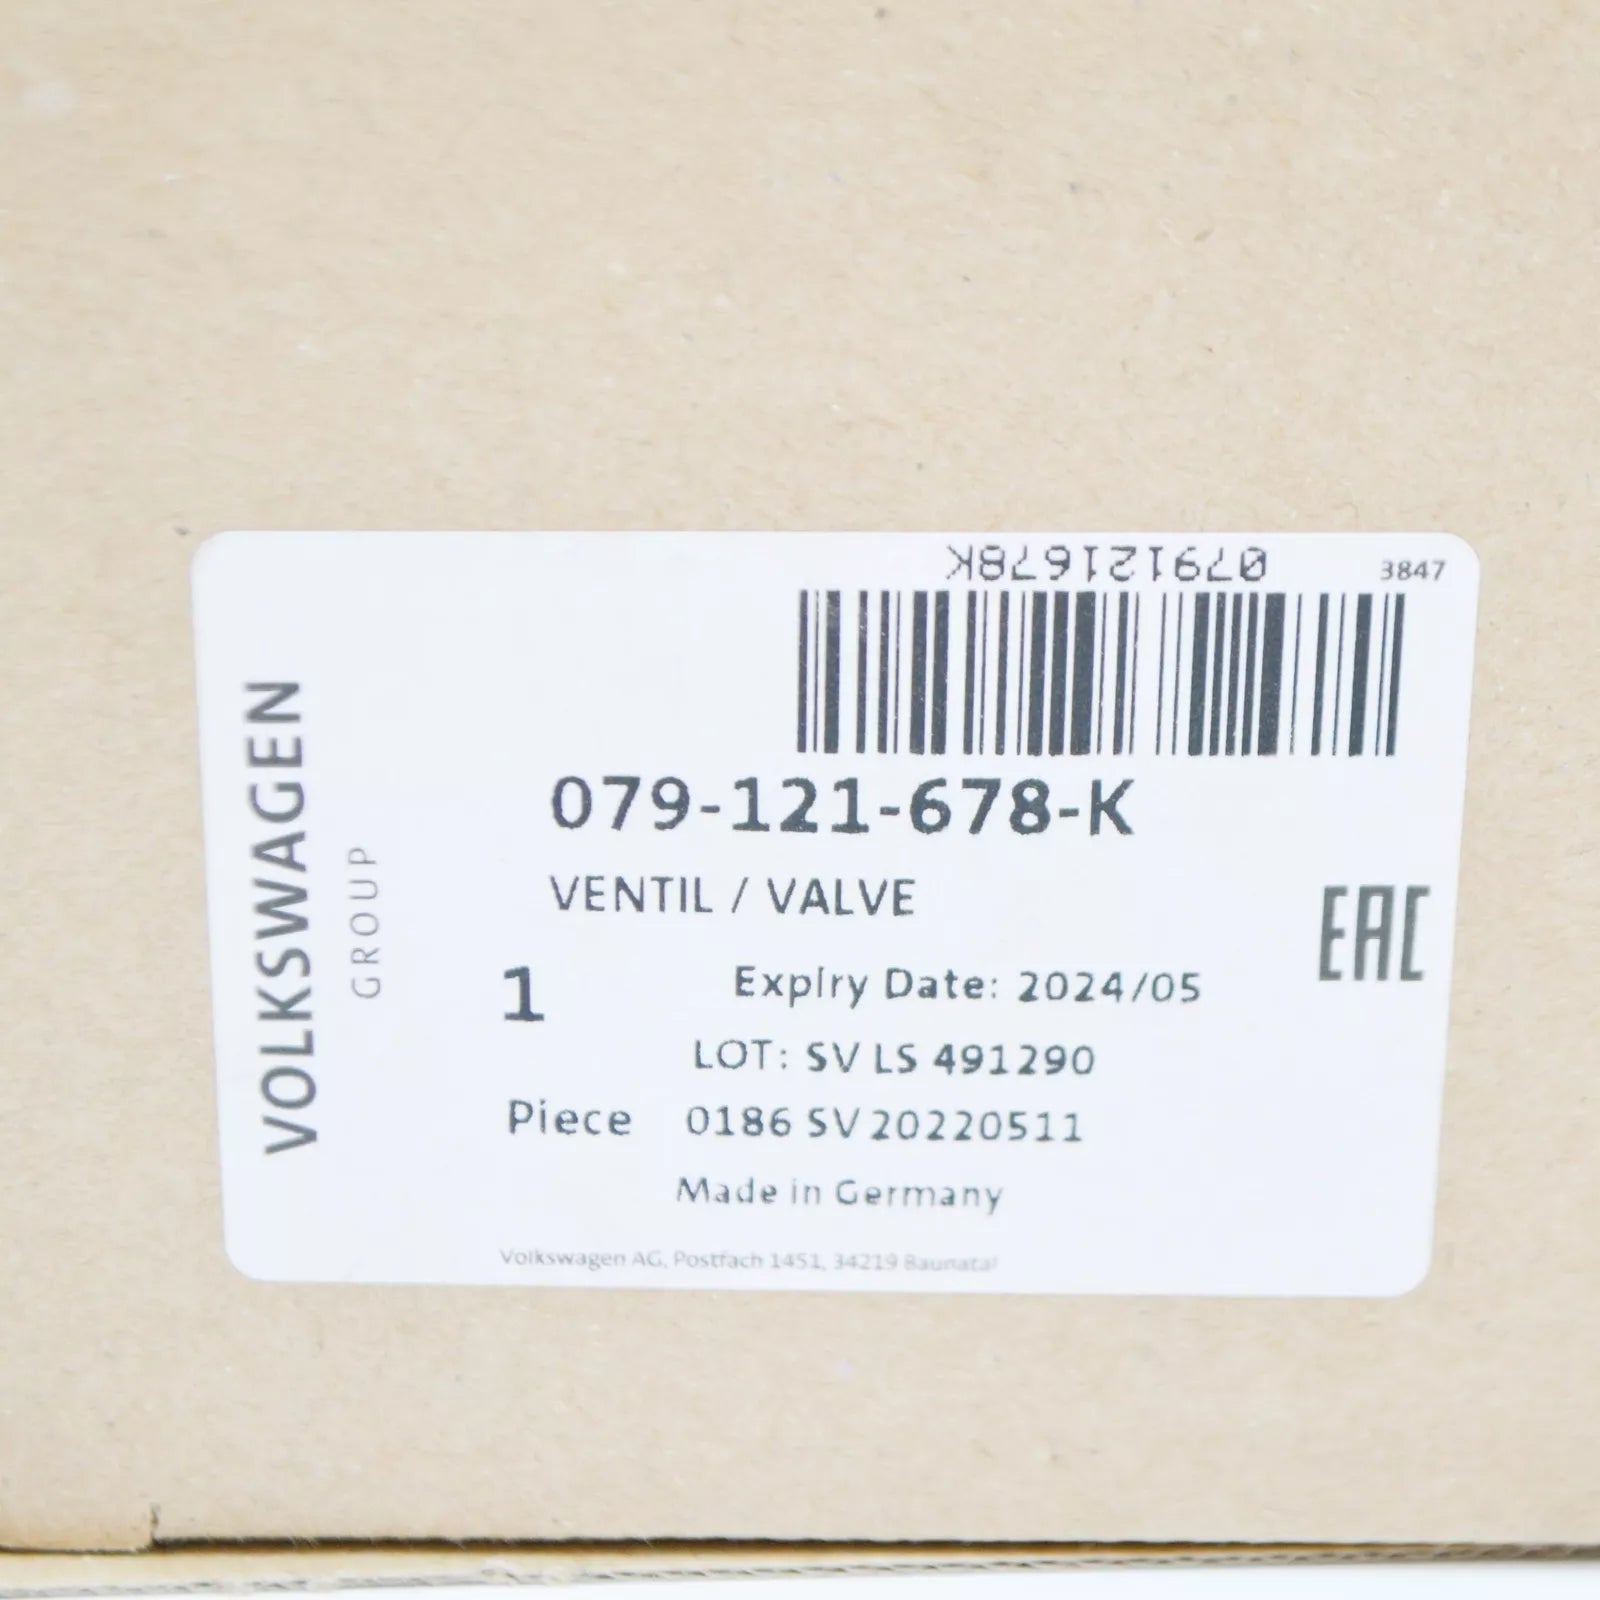 079121678K
3847
VOLKSWAGEN
GROUP
079-121-678-K
VENTIL / VALVE
EAC
1
Expiry Date: 2024/05
LOT: SV LS 491290
Piece 0186 SV 20220511
Made in Germany
Volkswagen AG, Postfach 1451, 34219 Baunatal